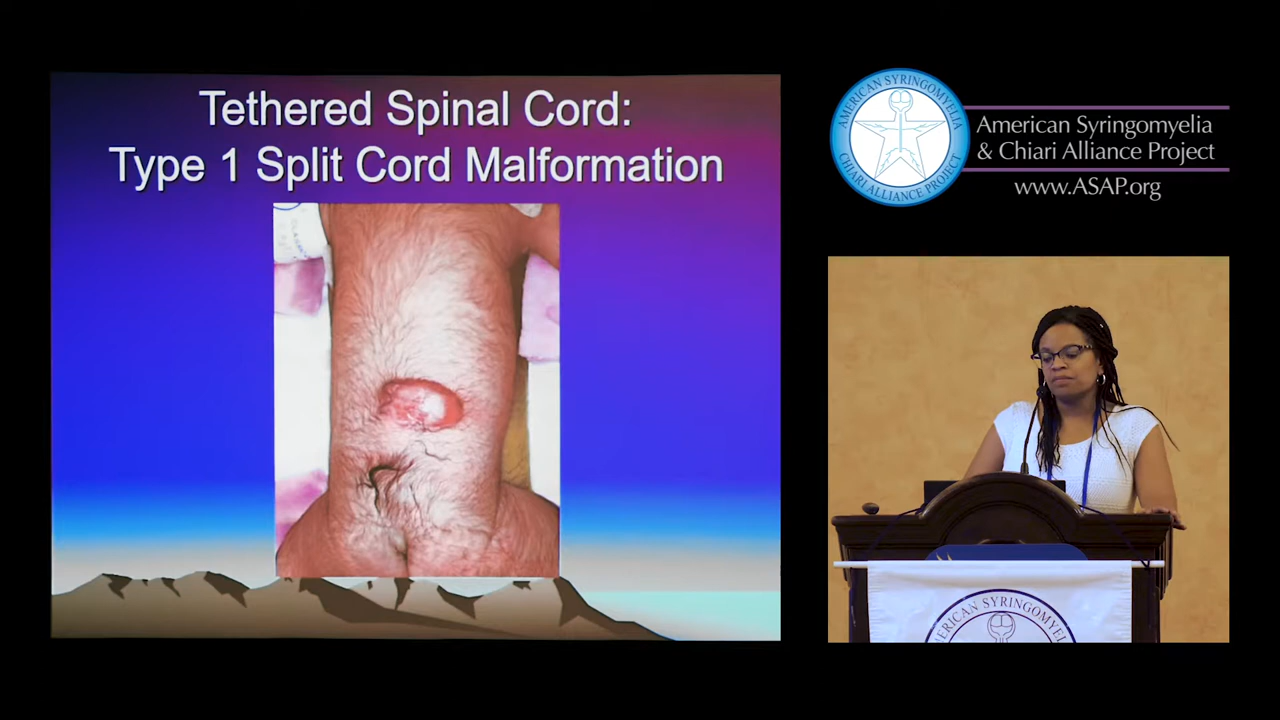 Tethered Spinal Cord:
Type 1 Split Cord Malformation
AMERICAN SYRINGOMYELIA
CHIARI ALLIANCE PROJECT
American Syringomyelia
& Chiari Alliance Project
www.ASAP.org
AMERICAN SYRINGOMYELIA